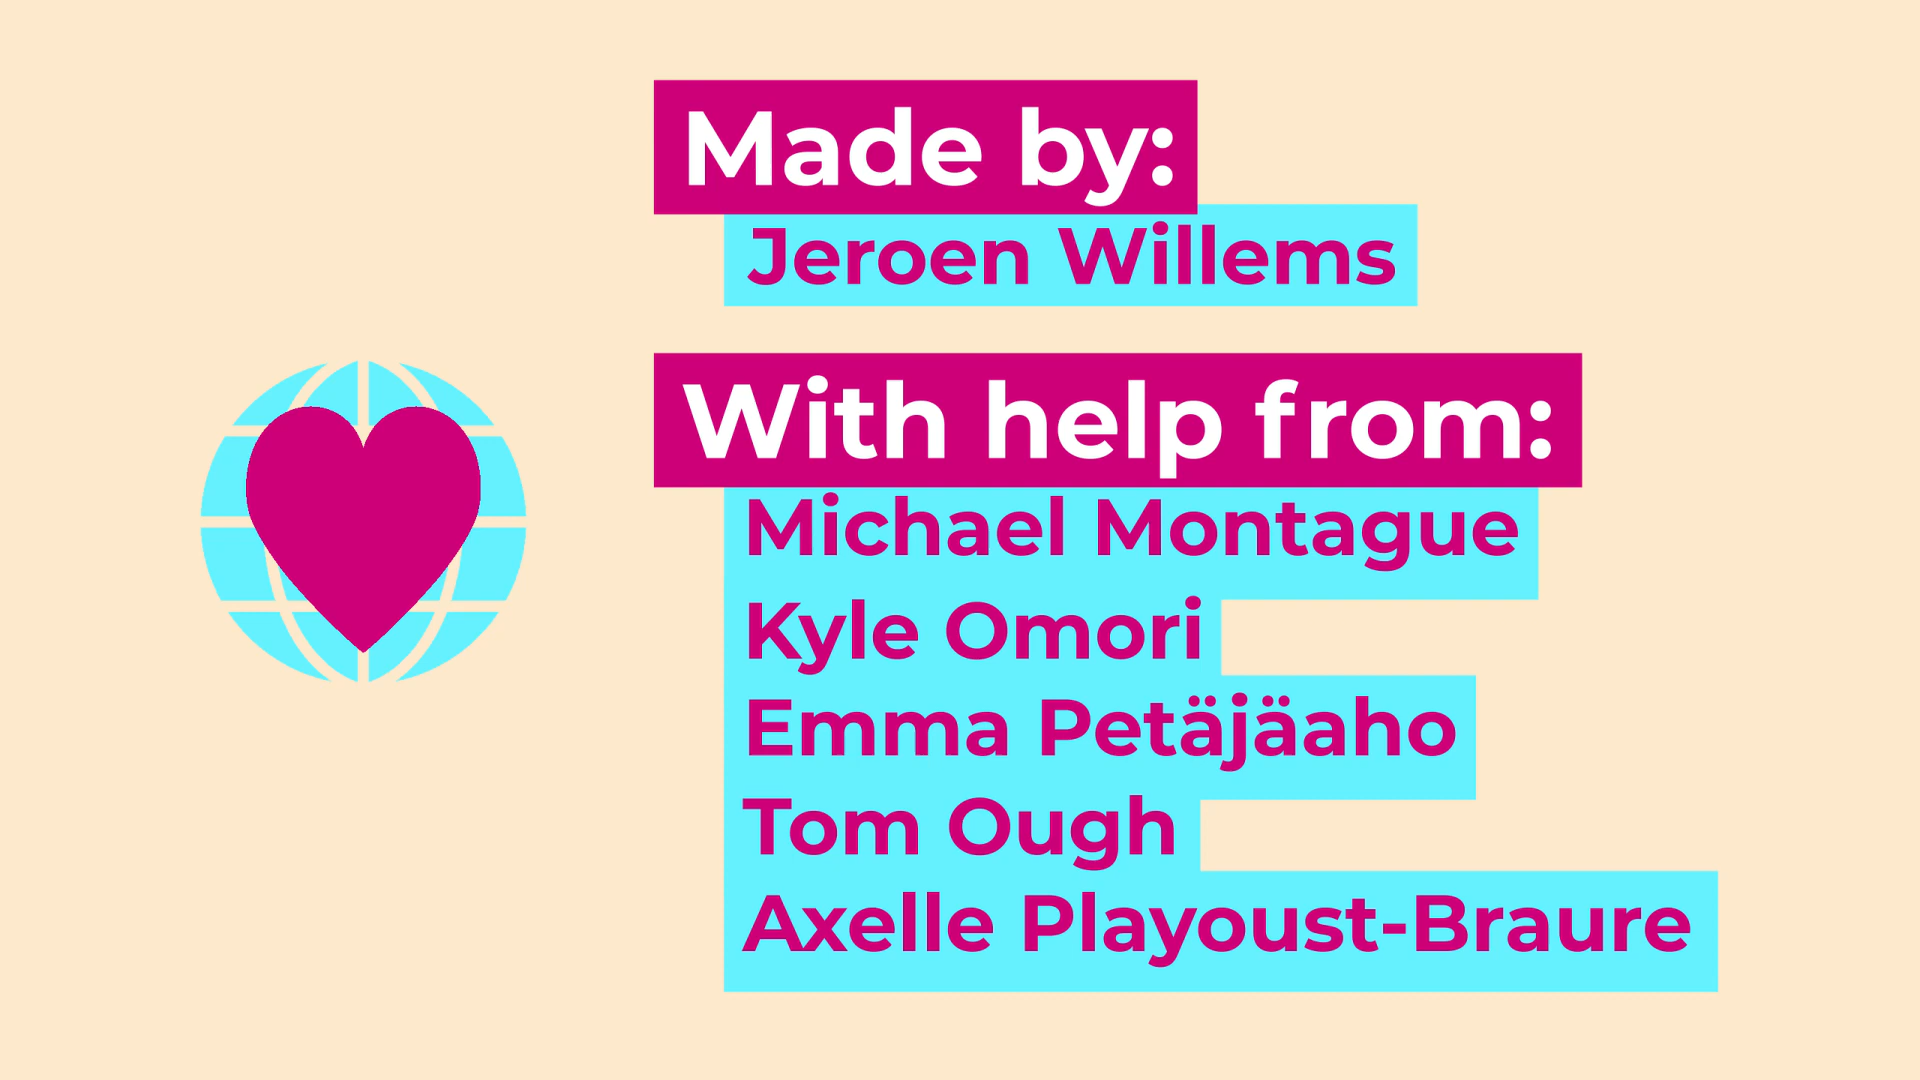 Made by:
Jeroen Willems
With help from:
Michael Montague
Kyle Omori
Emma Petäjäaho
Tom Ough
Axelle Playoust-Braure